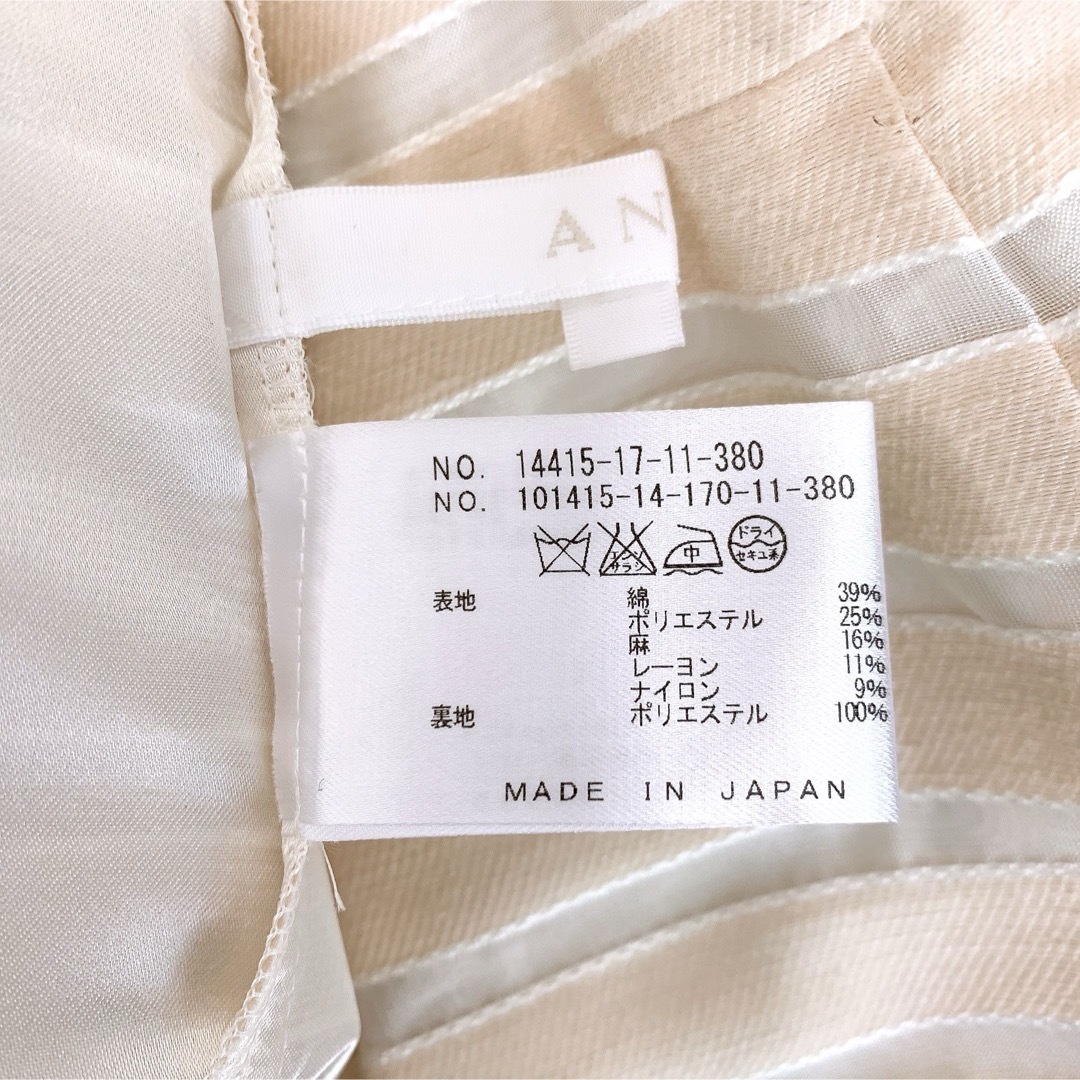 AN
NO. 14415-17-11-380
NO. 101415-14-170-11-380
エンソ サラシ 中 ドライ セキユ系
表地 綿 39%
ポリエステル 25%
麻 16%
レーヨン 11%
ナイロン 9%
裏地 ポリエステル 100%
MADE IN JAPAN